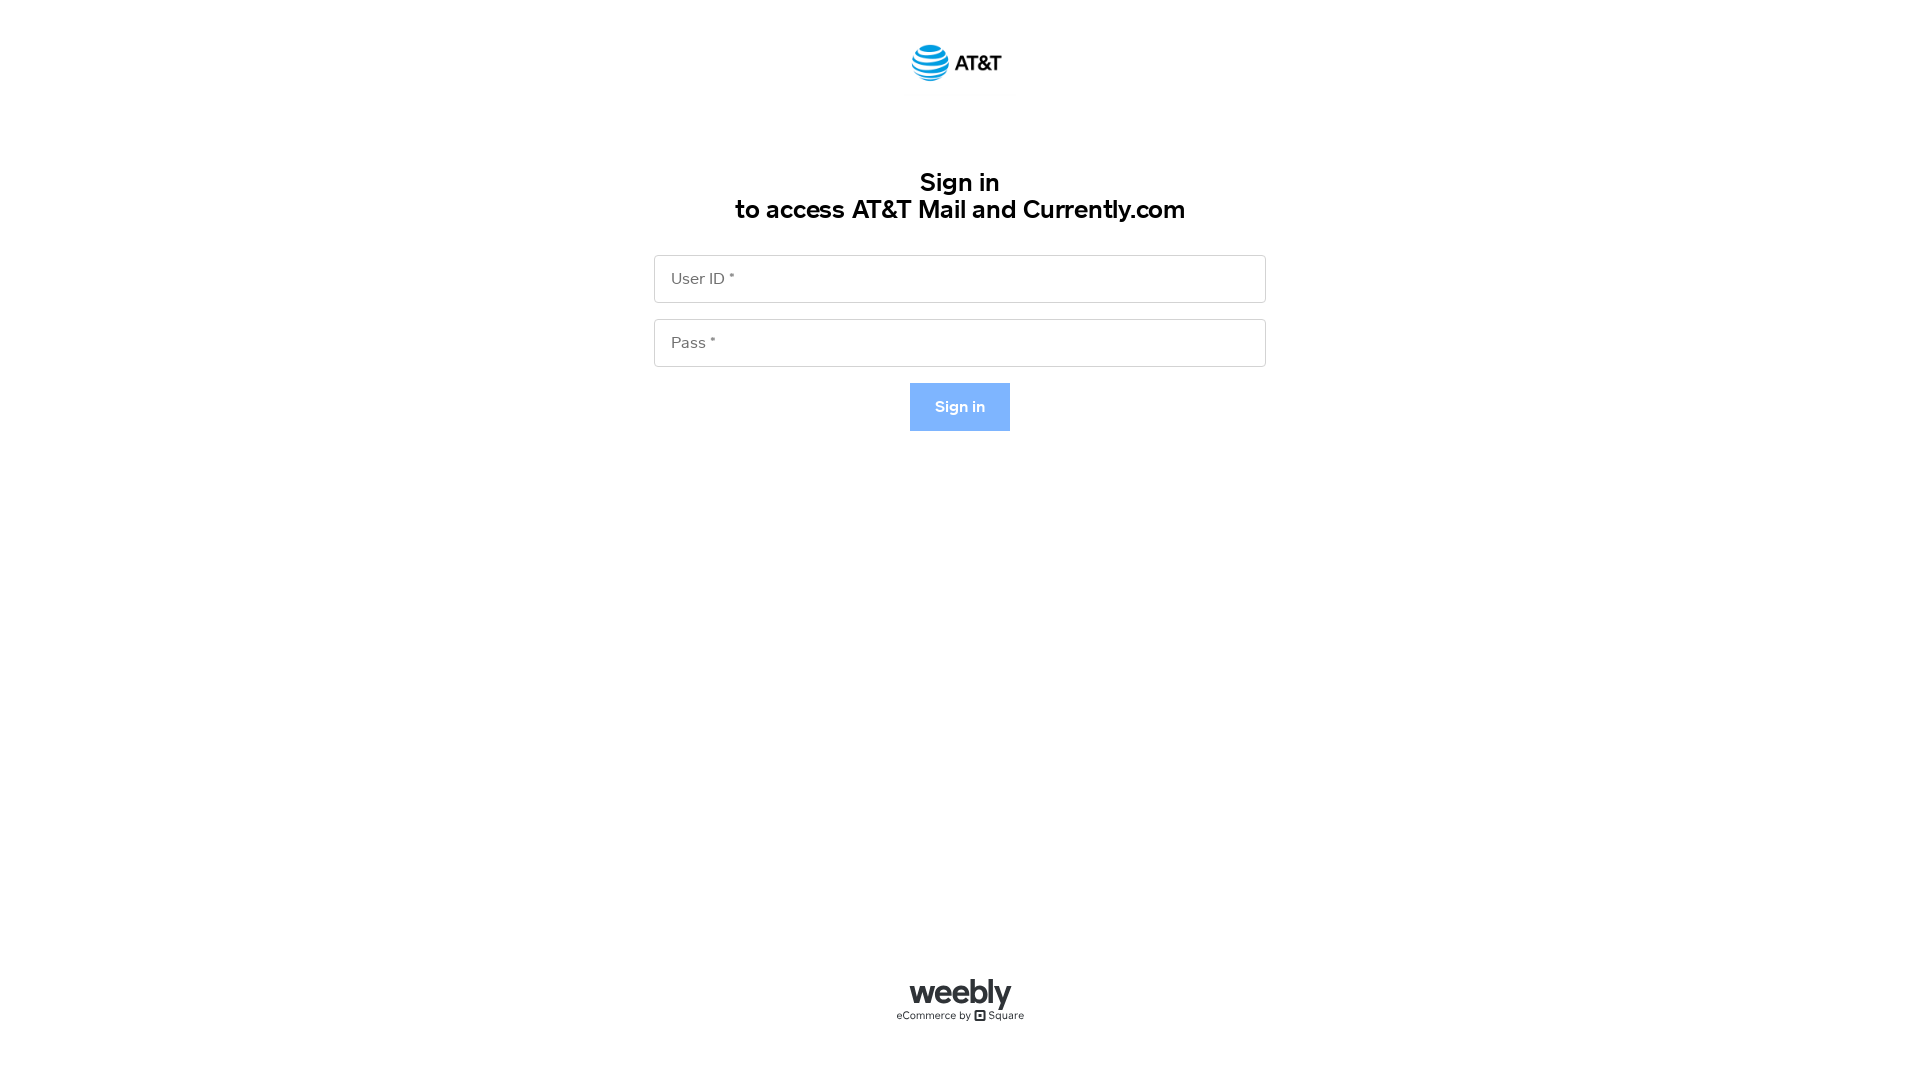 AT&T
Sign in
to access AT&T Mail and Currently.com
User ID *
Pass *
Sign in
weebly
eCommerce by Square